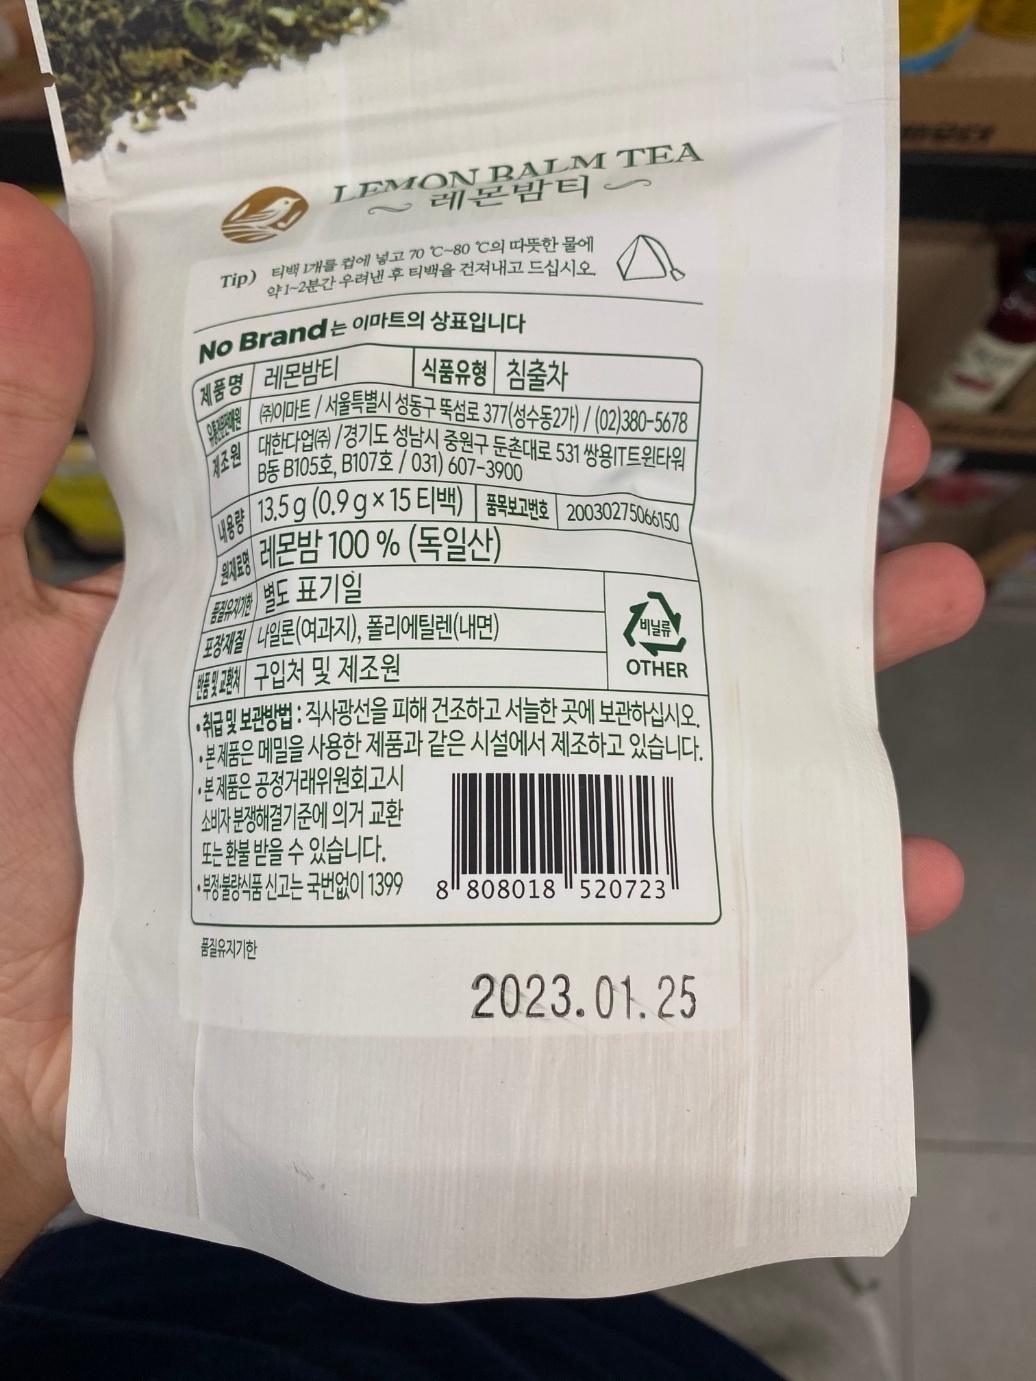 LEMON BALM TEA
레몬밤티
Tip) 티백 1개를 컵에 넣고 70 ℃~80 ℃의 따뜻한 물에
약 1~2분간 우려낸 후 티백을 건져내고 드십시오
No Brand는 이마트의 상표입니다
제품명 레몬밤티 식품유형 침출차
유통전문판매원 ㈜이마트 / 서울특별시 성동구 뚝섬로 377(성수동2가) / (02)380-5678
제조원 대한다업㈜ / 경기도 성남시 중원구 둔촌대로 531 쌍용IT트윈타워
B동 B105호, B107호 / 031) 607-3900
내용량 13.5 g (0.9 g × 15 티백) 품목보고번호 20030275066150
원재료명 레몬밤 100 % (독일산)
품질유지기한 별도 표기일
포장재질 나일론(여과지), 폴리에틸렌(내면)
반품 및 교환처 구입처 및 제조원
비닐류
OTHER
• 취급 및 보관방법 : 직사광선을 피해 건조하고 서늘한 곳에 보관하십시오.
• 본 제품은 메밀을 사용한 제품과 같은 시설에서 제조하고 있습니다.
• 본 제품은 공정거래위원회고시
소비자 분쟁해결기준에 의거 교환
또는 환불 받을 수 있습니다.
• 부정·불량식품 신고는 국번없이 1399
8 808018 520723
품질유지기한
2023.01.25